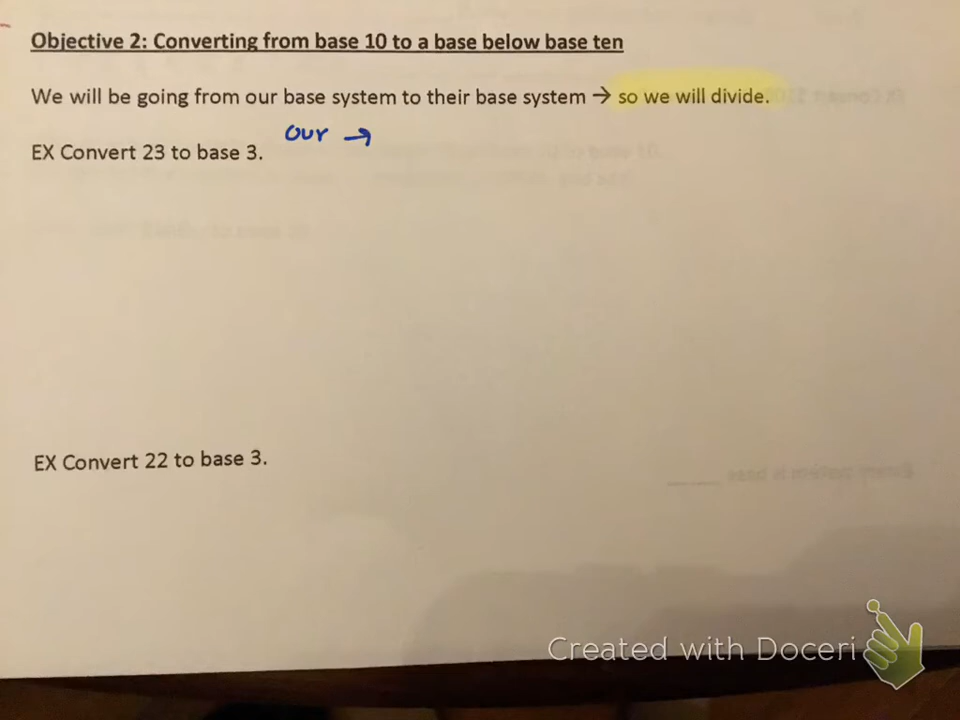 Objective 2: Converting from base 10 to a base below base ten
We will be going from our base system to their base system → so we will divide.
our →
EX Convert 23 to base 3.
EX Convert 22 to base 3.
Created with Doceri